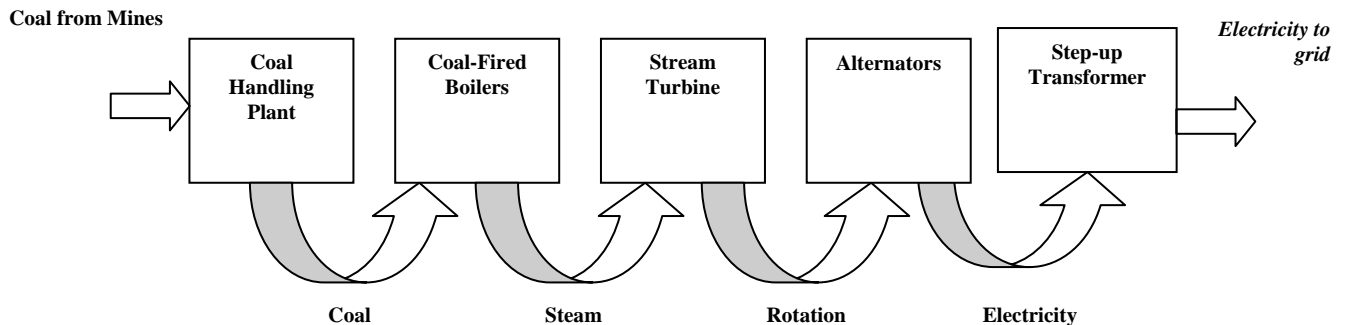 Coal from Mines
Electricity to
grid
Coal
Handling
Plant
Coal-Fired
Boilers
Stream
Turbine
Alternators
Step-up
Transformer
Coal
Steam
Rotation
Electricity